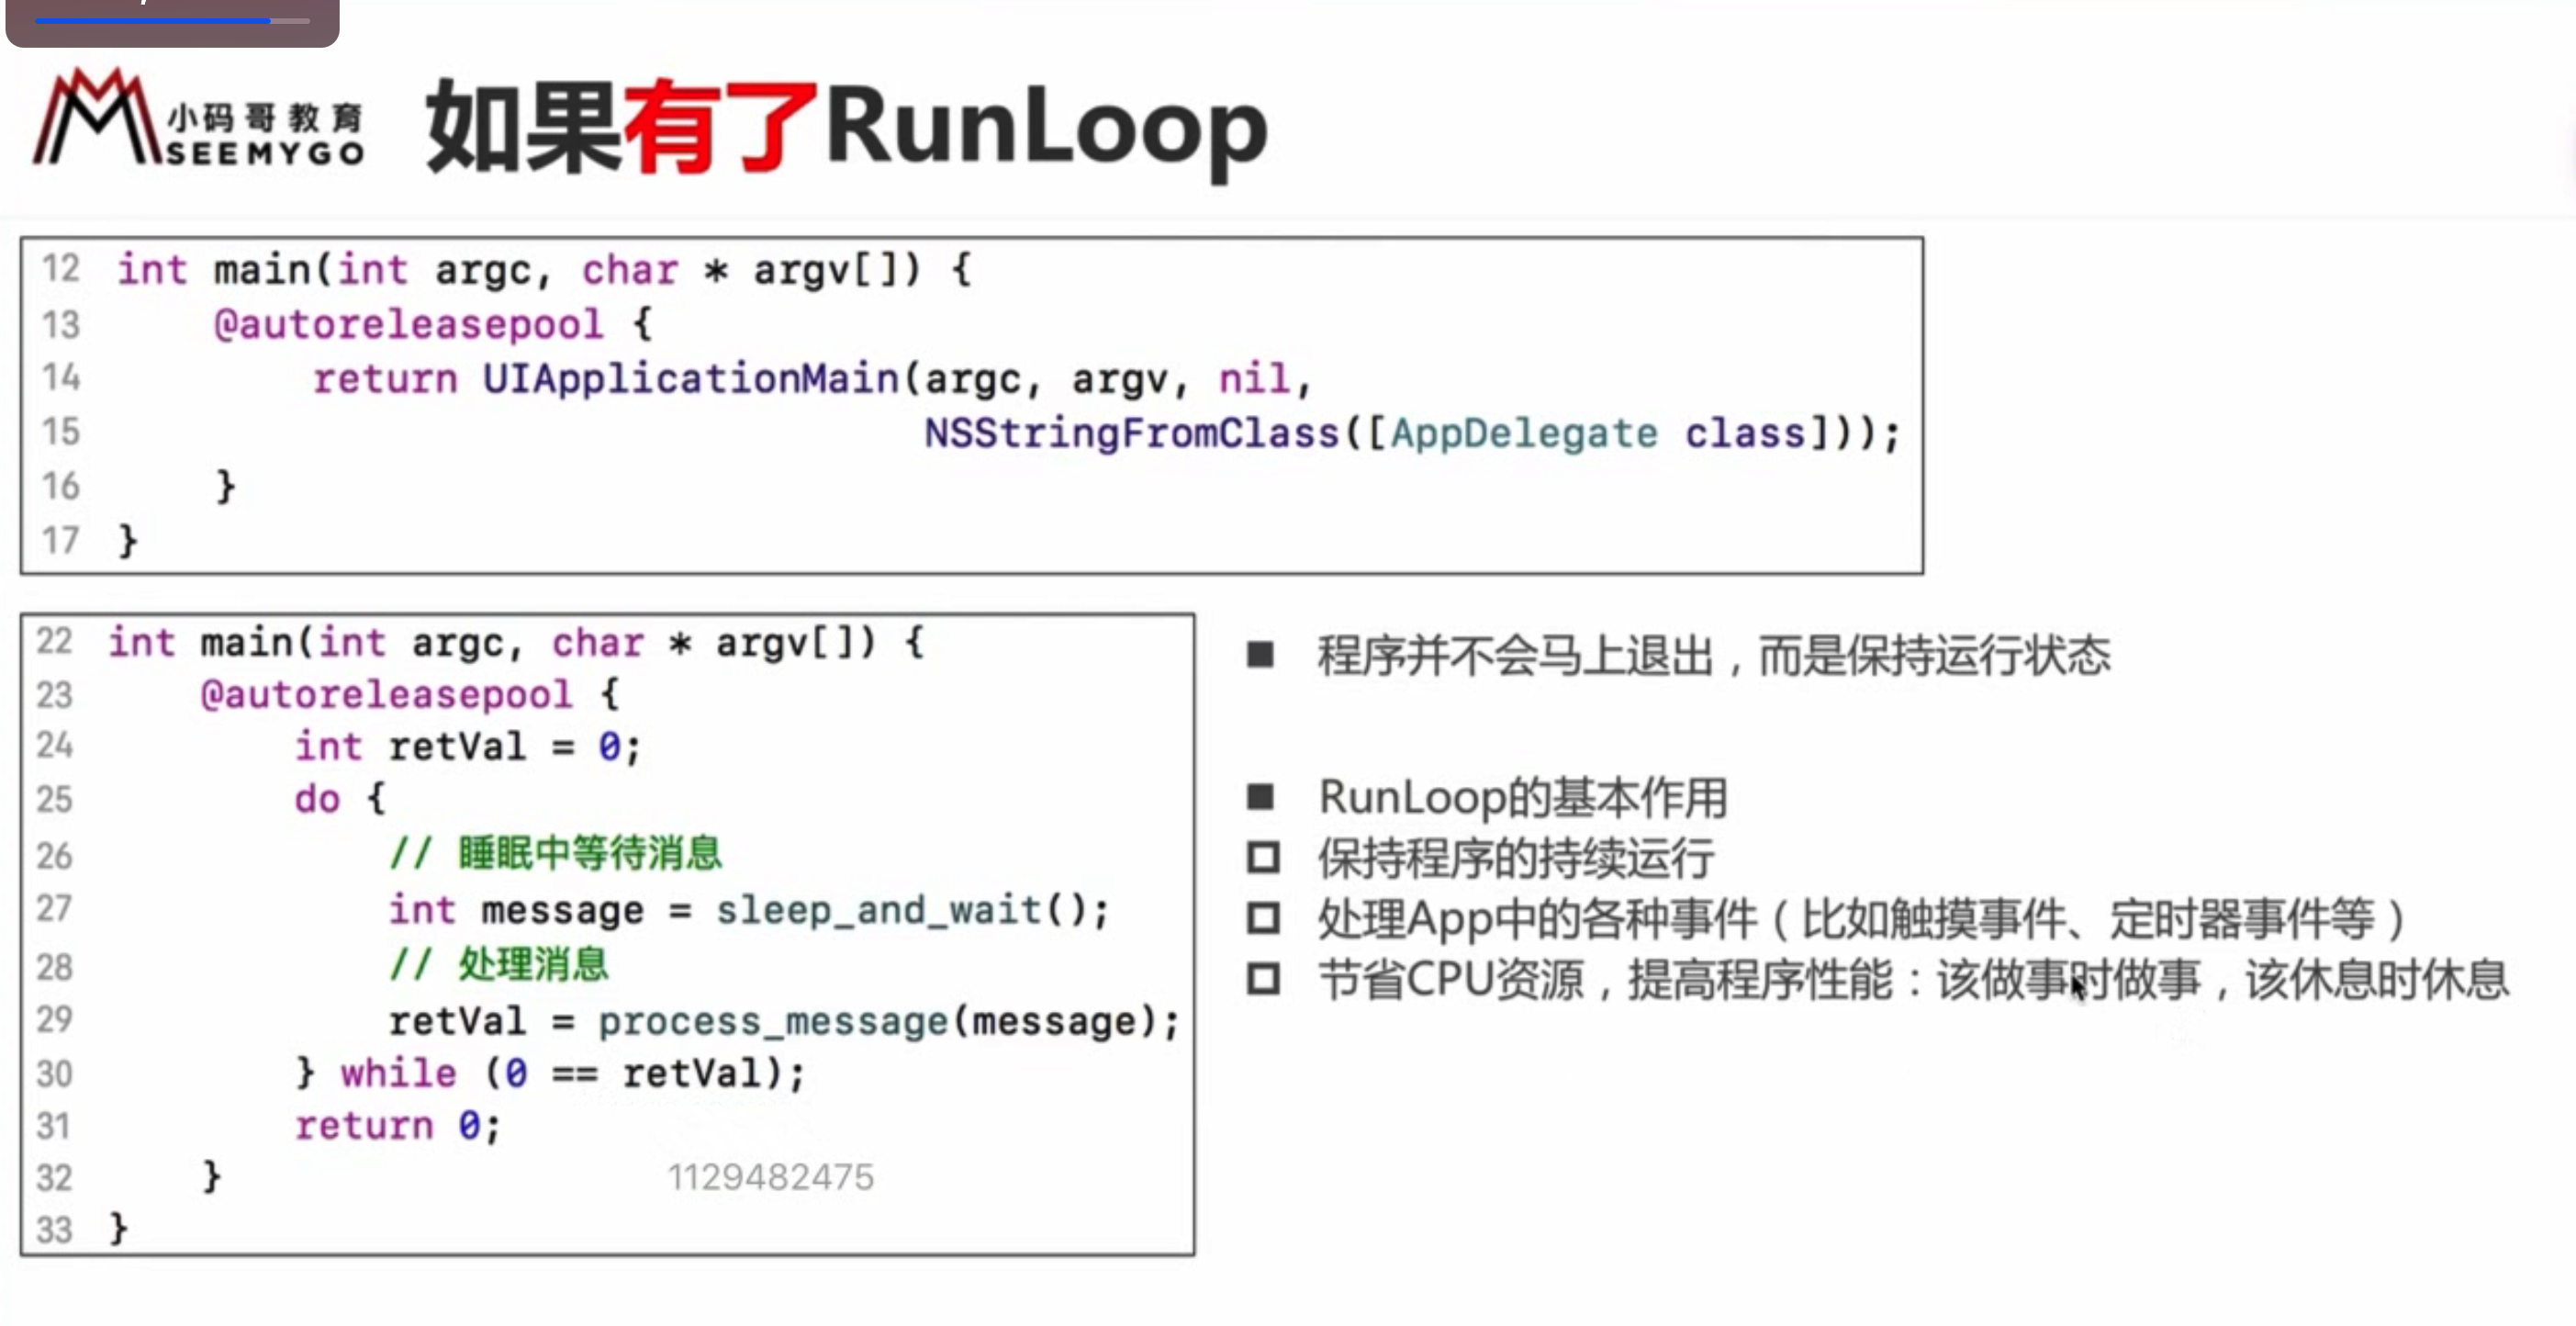 小码哥教育
SEEMYGO
如果有了RunLoop
12 int main(int argc, char * argv[]) {
13     @autoreleasepool {
14         return UIApplicationMain(argc, argv, nil,
15                                  NSStringFromClass([AppDelegate class]));
16     }
17 }
22 int main(int argc, char * argv[]) {
23     @autoreleasepool {
24         int retVal = 0;
25         do {
26             // 睡眠中等待消息
27             int message = sleep_and_wait();
28             // 处理消息
29             retVal = process_message(message);
30         } while (0 == retVal);
31         return 0;
32     }
33 }
1129482475
■ 程序并不会马上退出，而是保持运行状态
■ RunLoop的基本作用
□ 保持程序的持续运行
□ 处理App中的各种事件（比如触摸事件、定时器事件等）
□ 节省CPU资源，提高程序性能：该做事时做事，该休息时休息